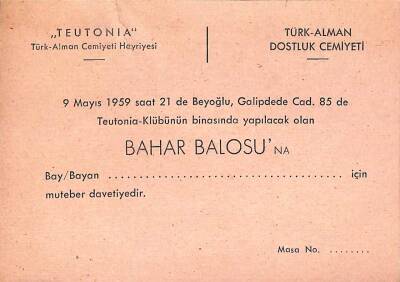 „TEUTONIA"
Türk-Alman Cemiyeti Hayriyesi
TÜRK-ALMAN
DOSTLUK CEMİYETİ
9 Mayıs 1959 saat 21 de Beyoğlu, Galipdede Cad. 85 de
Teutonia-Klübünün binasında yapılacak olan
BAHAR BALOSU'NA
Bay/Bayan ........................................ için
muteber davetiyedir.
Masa No. ........